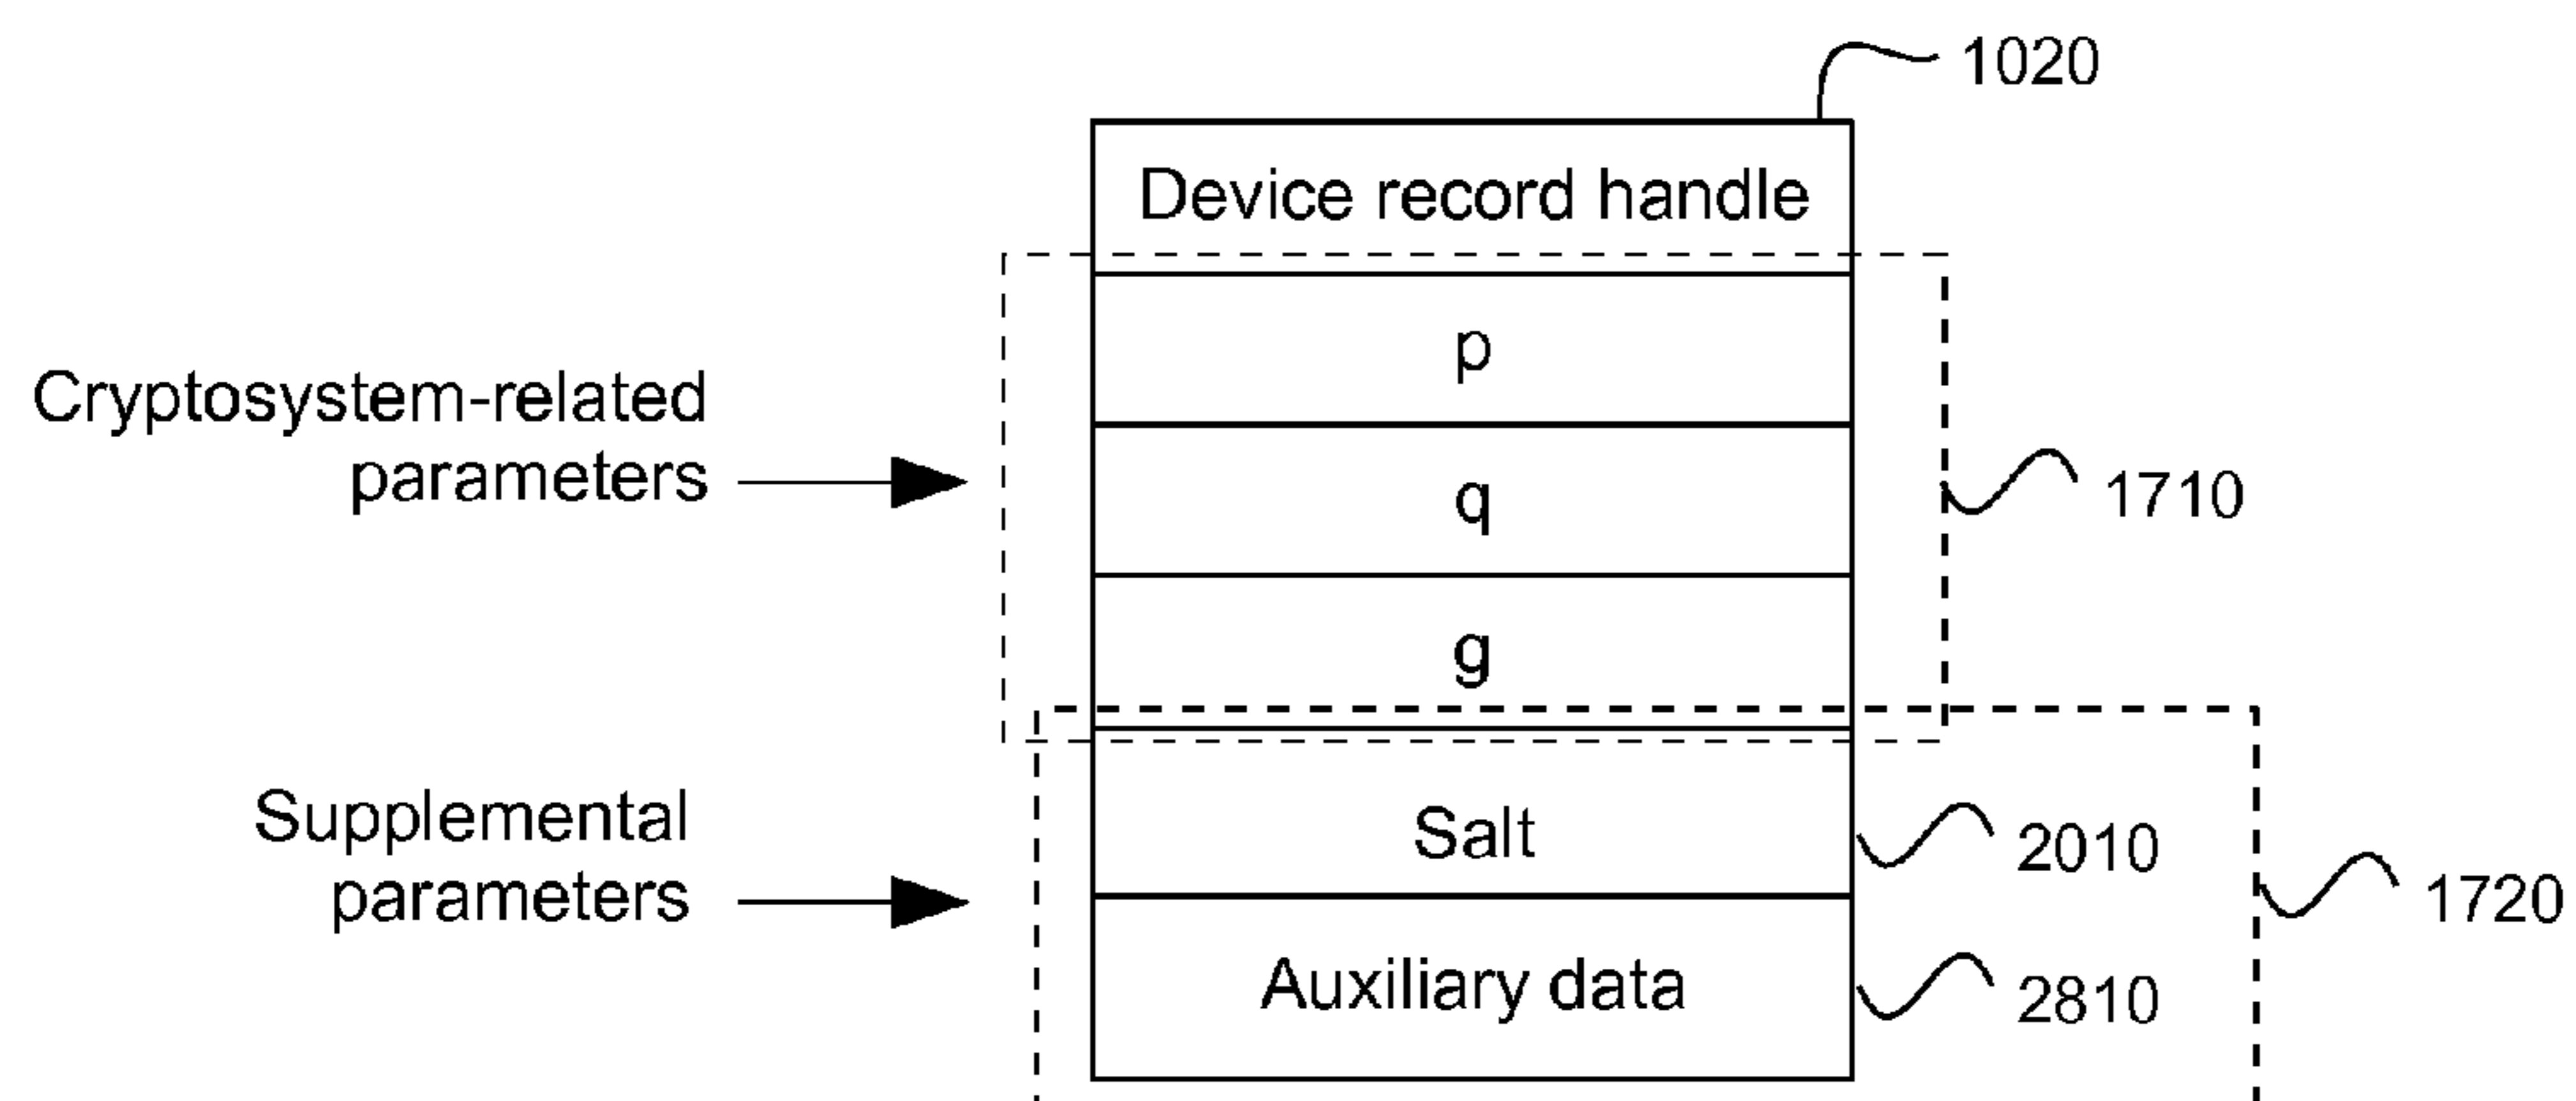 1020
Device record handle
p
Cryptosystem-related
parameters
q
1710
g
Supplemental
parameters
Salt
2010
1720
Auxiliary data
2810